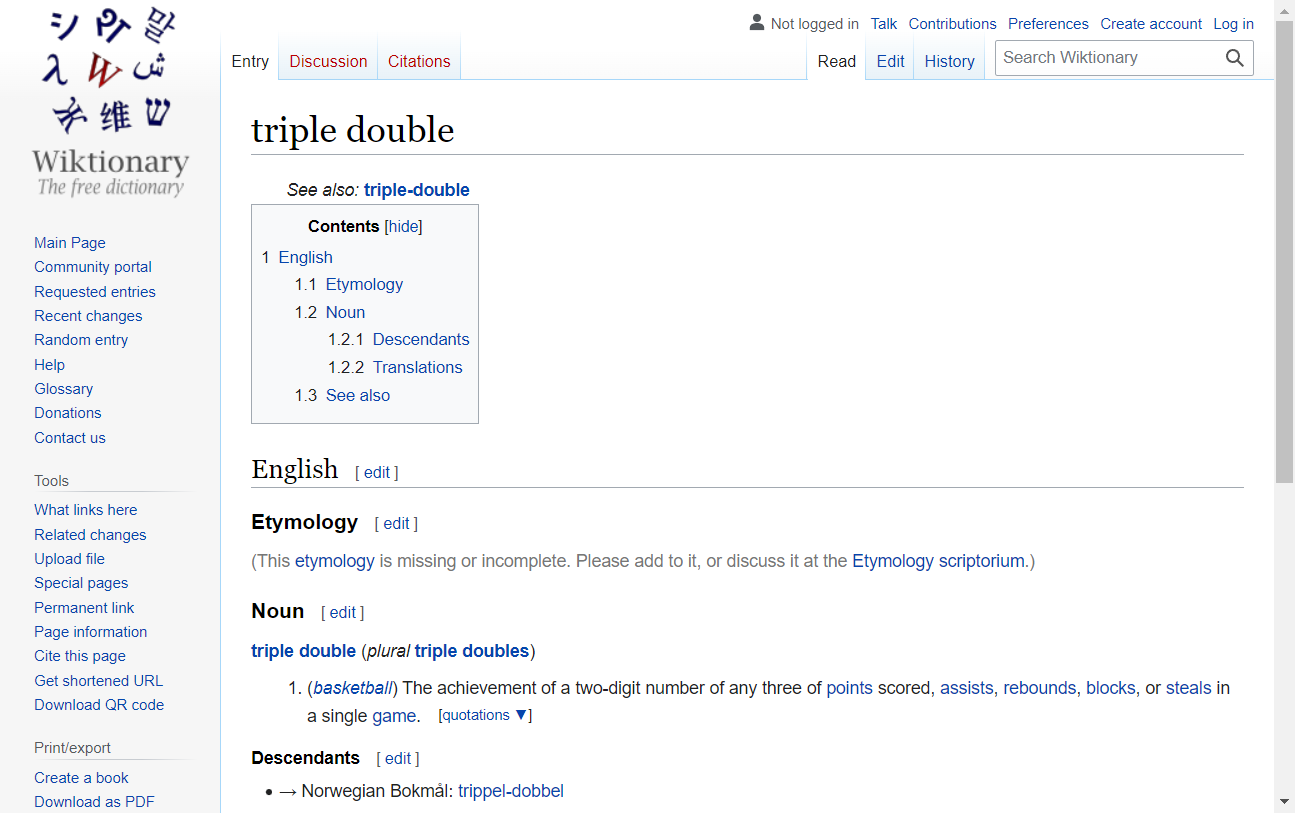 シ Wiktionary
The free dictionary
Main Page
Community portal
Requested entries
Recent changes
Random entry
Help
Glossary
Donations
Contact us
Tools
What links here
Related changes
Upload file
Special pages
Permanent link
Page information
Cite this page
Get shortened URL
Download QR code
Print/export
Create a book
Download as PDF
Not logged in Talk Contributions Preferences Create account Log in
Entry Discussion Citations Read Edit History Search Wiktionary
triple double
See also: triple-double
Contents [hide]
1 English
1.1 Etymology
1.2 Noun
1.2.1 Descendants
1.2.2 Translations
1.3 See also
English [ edit ]
Etymology [ edit ]
(This etymology is missing or incomplete. Please add to it, or discuss it at the Etymology scriptorium.)
Noun [ edit ]
triple double (plural triple doubles)
1. (basketball) The achievement of a two-digit number of any three of points scored, assists, rebounds, blocks, or steals in
a single game. [quotations ▼]
Descendants [ edit ]
• → Norwegian Bokmål: trippel-dobbel